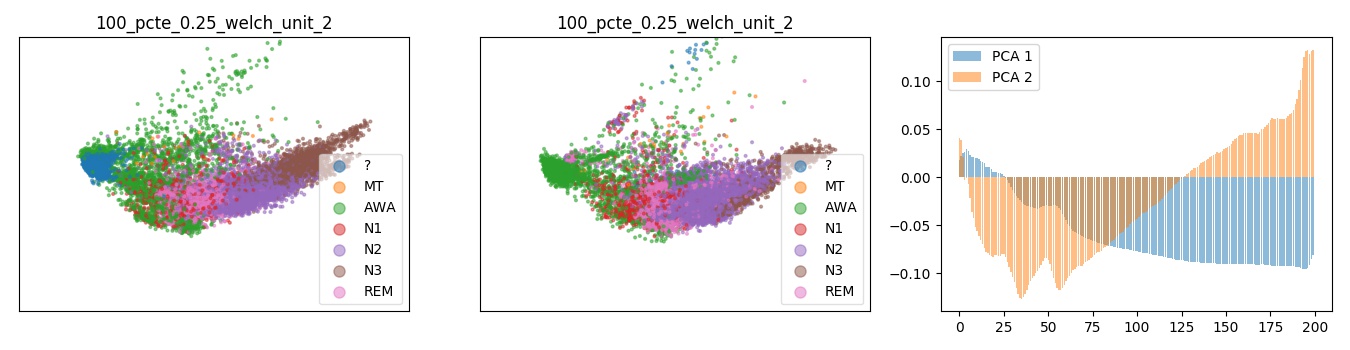 100_pcte_0.25_welch_unit_2
?
MT
AWA
N1
N2
N3
REM
100_pcte_0.25_welch_unit_2
?
MT
AWA
N1
N2
N3
REM
PCA 1
PCA 2
0.10
0.05
0.00
−0.05
−0.10
0 25 50 75 100 125 150 175 200